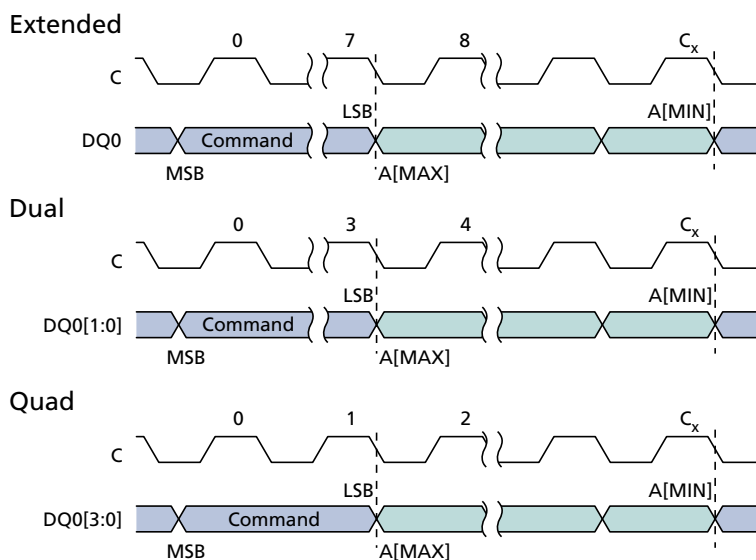 Extended
0 7 8 Cx
C
LSB A[MIN]
DQ0 Command
MSB A[MAX]
Dual
0 3 4 Cx
C
LSB A[MIN]
DQ0[1:0] Command
MSB A[MAX]
Quad
0 1 2 Cx
C
LSB A[MIN]
DQ0[3:0] Command
MSB A[MAX]